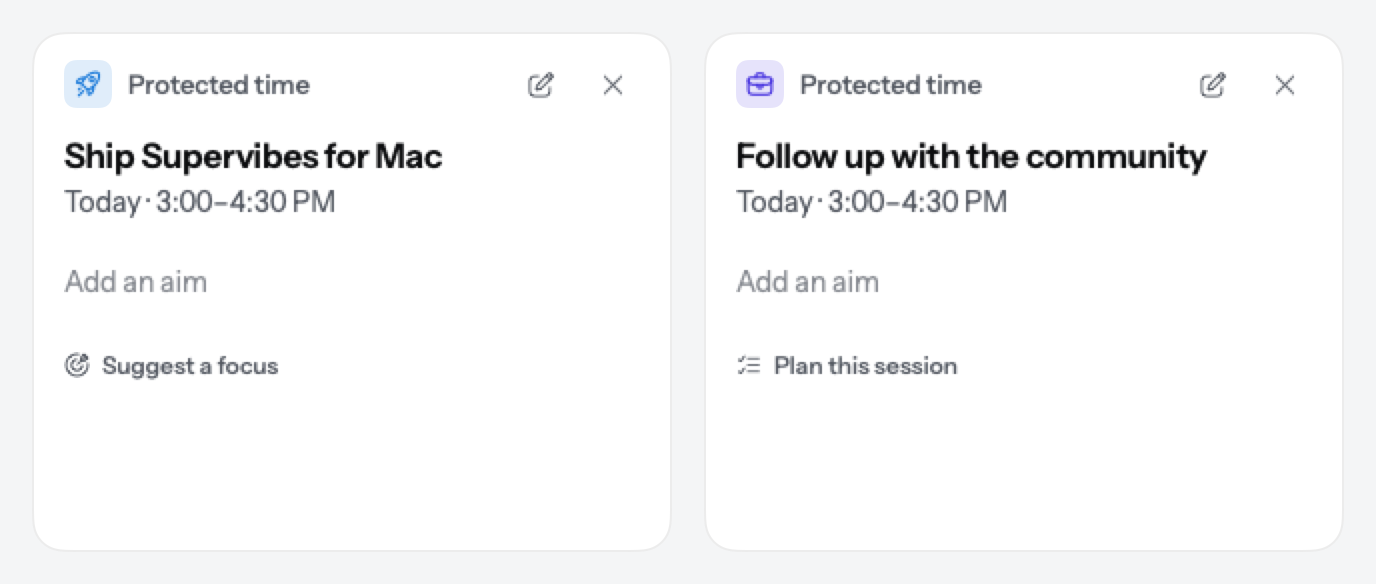 Protected time
Ship Supervibes for Mac
Today · 3:00–4:30 PM
Add an aim
Suggest a focus
Protected time
Follow up with the community
Today · 3:00–4:30 PM
Add an aim
Plan this session